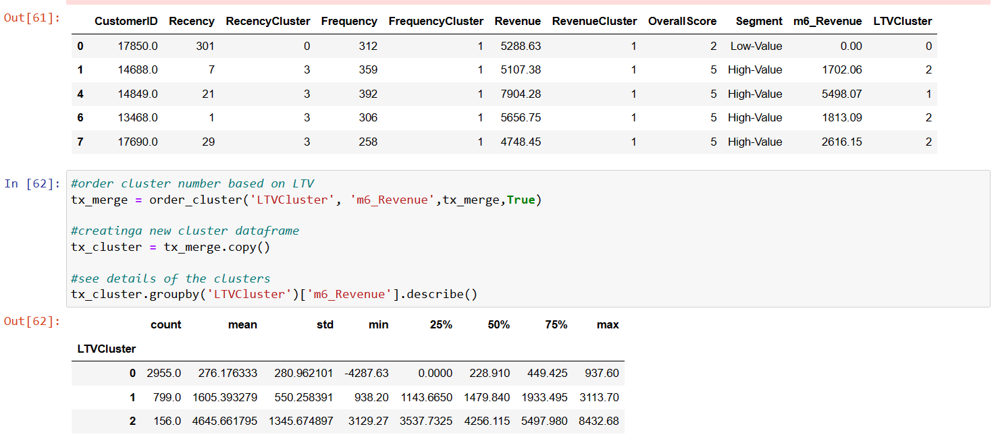 Out[61]:
CustomerID Recency RecencyCluster Frequency FrequencyCluster Revenue RevenueCluster OverallScore Segment m6_Revenue LTVCluster
0 17850.0 301 0 312 1 5288.63 1 2 Low-Value 0.00 0
1 14688.0 7 3 359 1 5107.38 1 5 High-Value 1702.06 2
4 14849.0 21 3 392 1 7904.28 1 5 High-Value 5498.07 1
6 13468.0 1 3 306 1 5656.75 1 5 High-Value 1813.09 2
7 17690.0 29 3 258 1 4748.45 1 5 High-Value 2616.15 2
In [62]: #order cluster number based on LTV
tx_merge = order_cluster('LTVCluster', 'm6_Revenue',tx_merge,True)
#creatinga new cluster dataframe
tx_cluster = tx_merge.copy()
#see details of the clusters
tx_cluster.groupby('LTVCluster')['m6_Revenue'].describe()
Out[62]:
count mean std min 25% 50% 75% max
LTVCluster
0 2955.0 276.176333 280.962101 -4287.63 0.0000 228.910 449.425 937.60
1 799.0 1605.393279 550.258391 938.20 1143.6650 1479.840 1933.495 3113.70
2 156.0 4645.661795 1345.674897 3129.27 3537.7325 4256.115 5497.980 8432.68